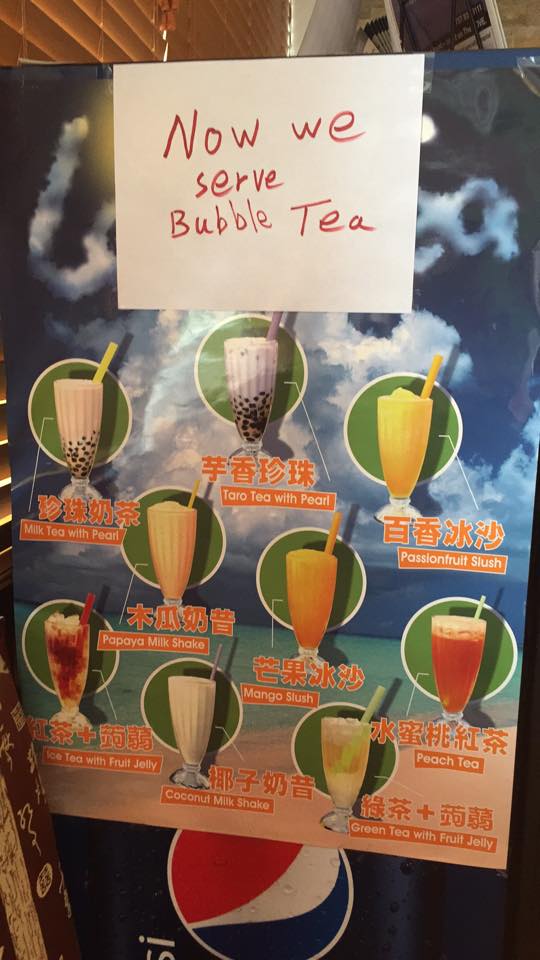 Now we
serve
Bubble Tea
芋香珍珠
Taro Tea with Pearl
珍珠奶茶
Milk Tea with Pearl
百香冰沙
Passionfruit Slush
木瓜奶昔
Papaya Milk Shake
芒果冰沙
Mango Slush
紅茶+蒟蒻
Ice Tea with Fruit Jelly
水蜜桃紅茶
Peach Tea
椰子奶昔
Coconut Milk Shake
綠茶+蒟蒻
Green Tea with Fruit Jelly